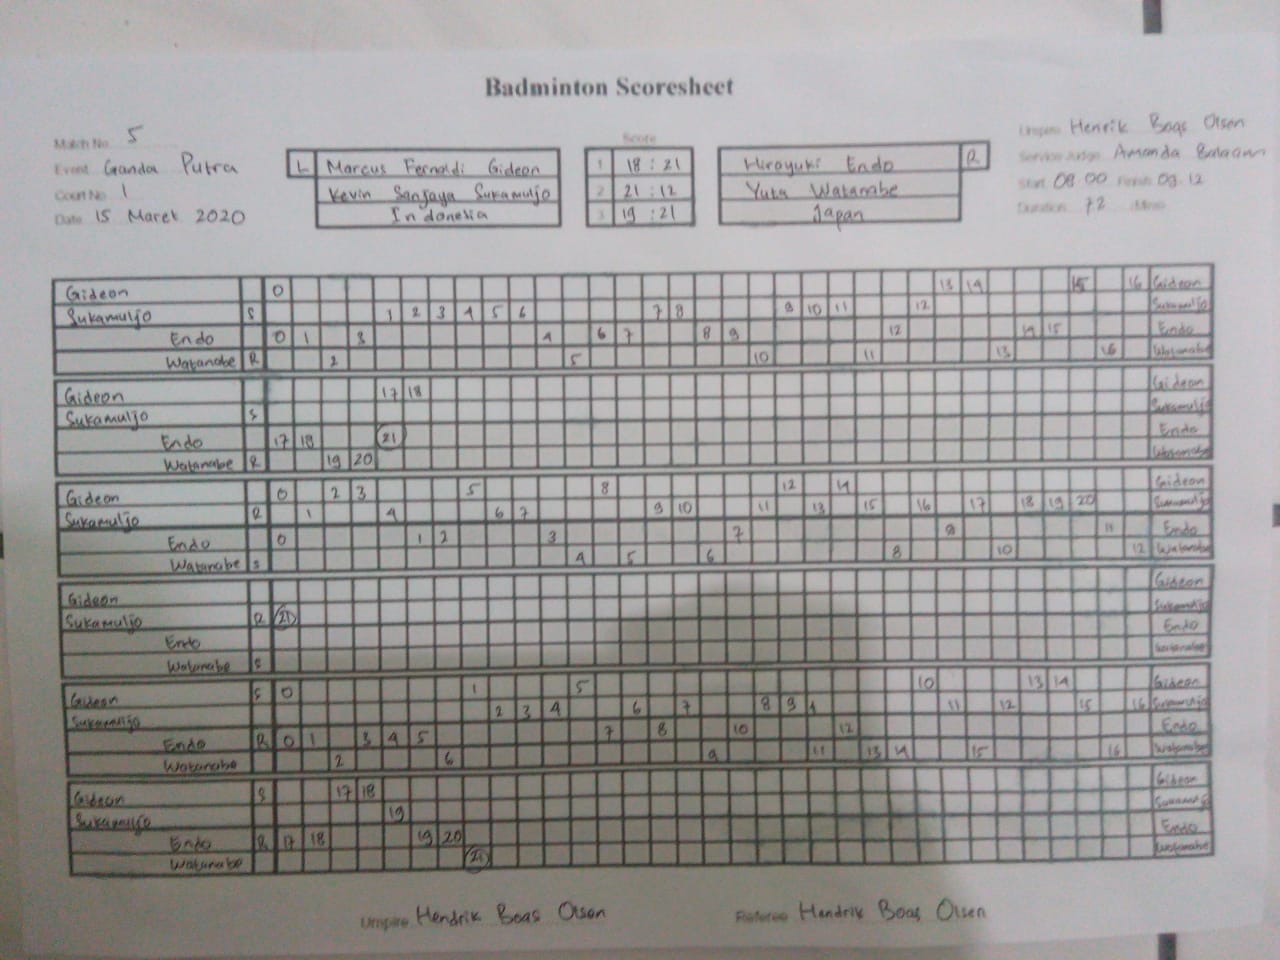 Badminton Scoresheet
Match No 5
Event Ganda Putra
Court No 1
Date 15 Maret 2020
L Marcus Fernaldi Gideon
Kevin Sanjaya Sukamuljo
Indonesia
Score
1 18 : 21
2 21 : 12
3 19 : 21
Hirayuki Endo R
Yuta Watanabe
Japan
Umpire Henrik Boas Olsen
Service Judge Amanda
Start 08.00 Finish 09.12
Duration 72 Mins
Gideon 0 13 14 15 16 Gideon
Sukamuljo S 1 2 3 4 5 6 7 8 9 10 11 12 Sukamuljo
Endo 0 1 3 4 6 7 8 9 12 14 15 Endo
Watanabe R 2 5 10 11 13 16 Watanabe
Gideon 17 18 Gideon
Sukamuljo S Sukamuljo
Endo 17 18 21 Endo
Watanabe R 19 20 Watanabe
Gideon 0 2 3 5 8 12 14 Gideon
Sukamuljo R 1 4 6 7 9 10 11 13 15 16 17 18 19 20 Sukamuljo
Endo 0 1 2 3 7 9 11 Endo
Watanabe S 4 5 6 8 10 12 Watanabe
Gideon Gideon
Sukamuljo R 21 Sukamuljo
Endo Endo
Watanabe S Watanabe
Gideon S 0 1 5 10 13 14 Gideon
Sukamuljo 2 3 4 6 7 8 9 11 12 15 16 Sukamuljo
Endo R 0 1 3 4 5 7 8 10 12 Endo
Watanabe 2 6 9 11 13 14 15 16 Watanabe
Gideon S 17 18 Gideon
Sukamuljo 19 Sukamuljo
Endo R 17 18 19 20 Endo
Watanabe 21 Watanabe
Umpire Hendrik Boas Olsen
Referee Hendrik Boas Olsen